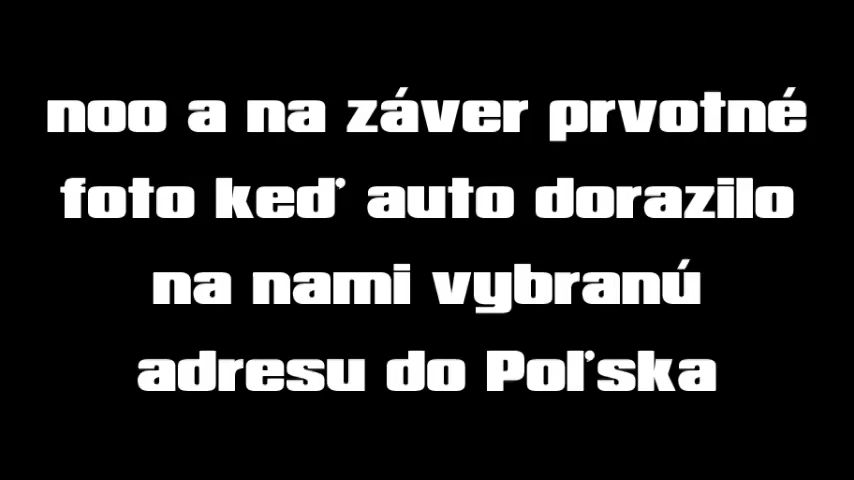 noo a na záver prvotné
foto keď auto dorazilo
na nami vybranú
adresu do Poľska